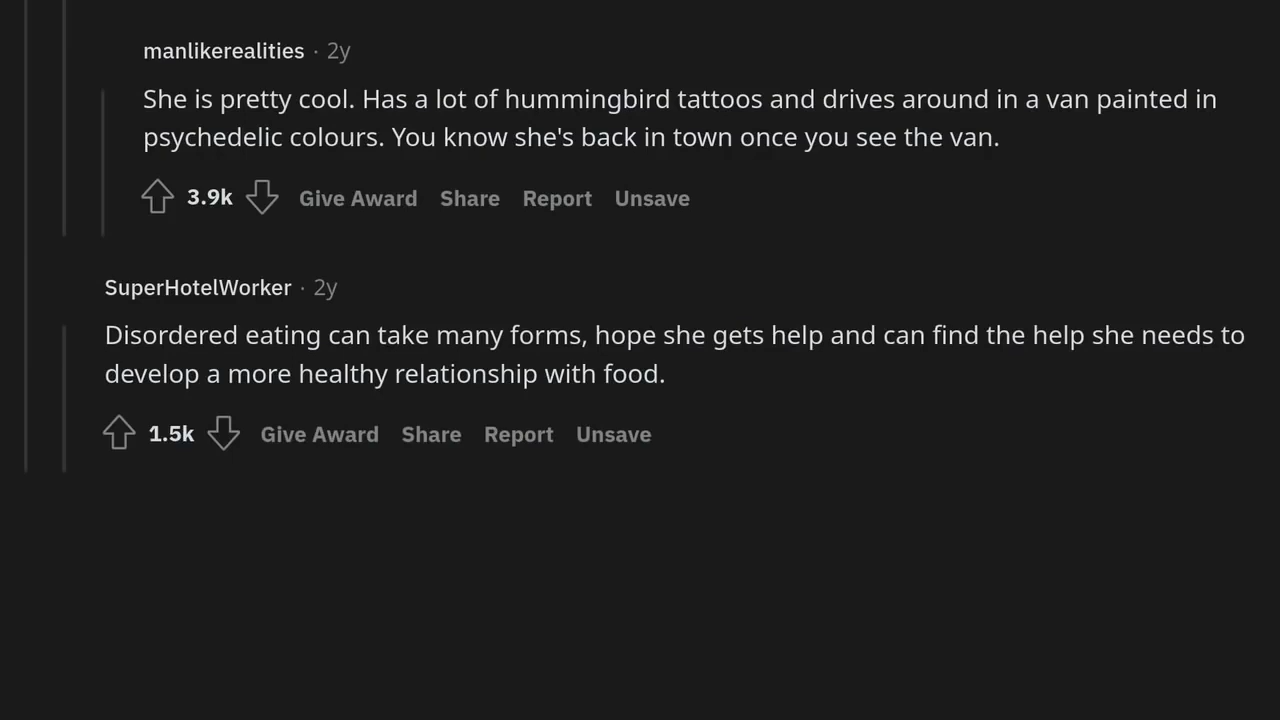 manlikerealities · 2y
She is pretty cool. Has a lot of hummingbird tattoos and drives around in a van painted in
psychedelic colours. You know she's back in town once you see the van.
3.9k Give Award Share Report Unsave
SuperHotelWorker · 2y
Disordered eating can take many forms, hope she gets help and can find the help she needs to
develop a more healthy relationship with food.
1.5k Give Award Share Report Unsave